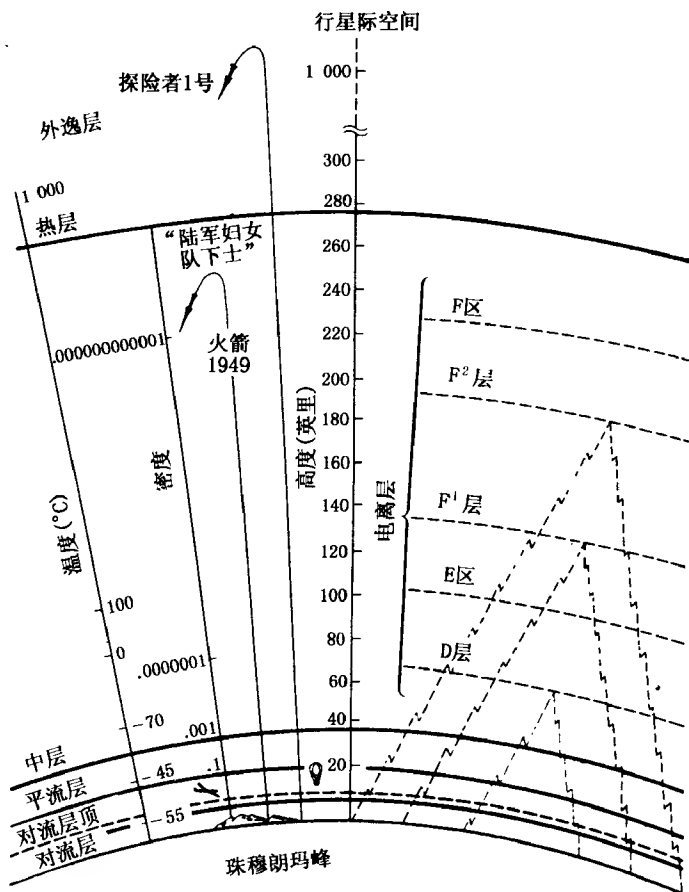 行星际空间
1 000
探险者1号
外逸层
300
1 000
280
热层
“陆军妇女
队下士”
260
240
F区
.000000000001
火箭
1949
220
200
F² 层
180
高度(英里)
密度
160
电离层
温度(°C)
140
F¹ 层
120
E区
100
100
80
0
.0000001
D层
60
-70
.001
40
中层
20
-45
.1
平流层
对流层顶
-55
对流层
珠穆朗玛峰